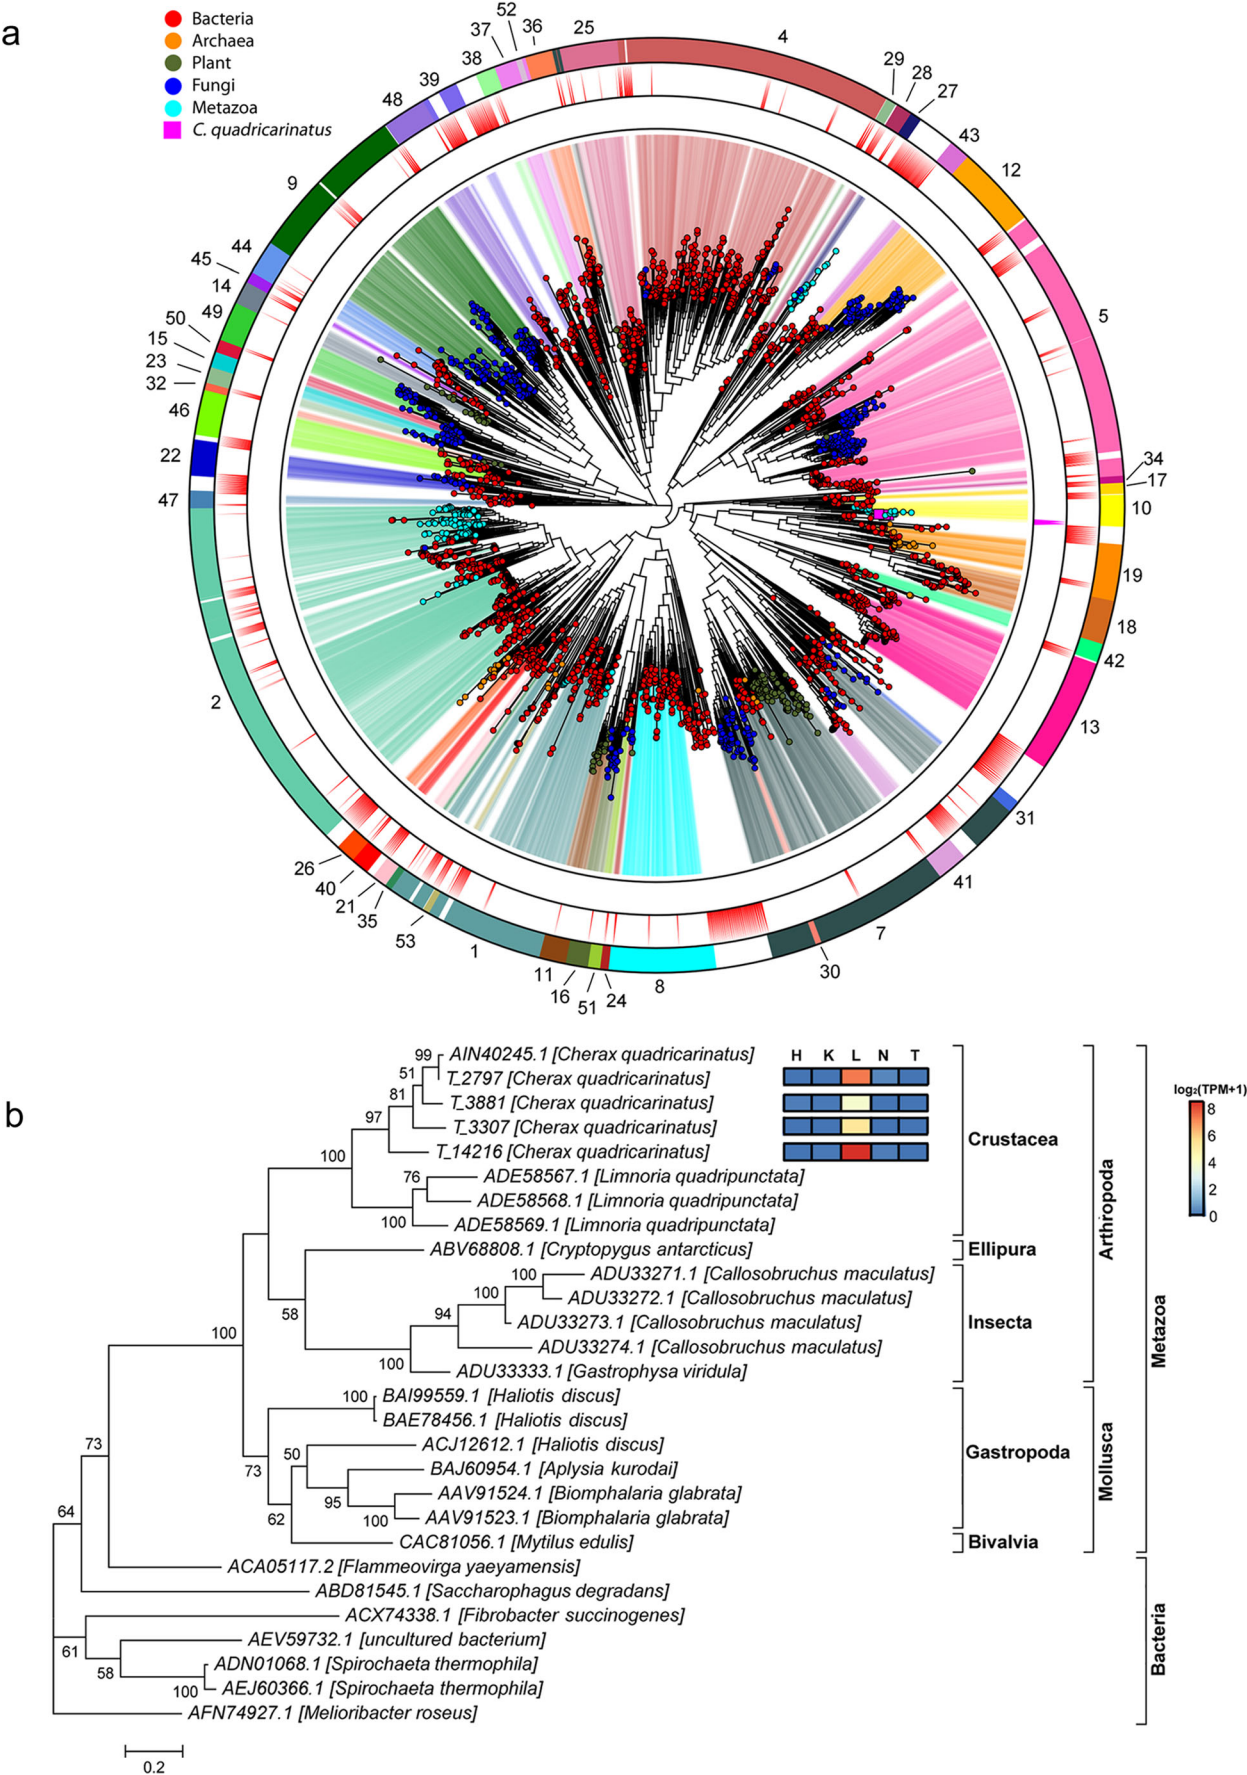 a
Bacteria
Archaea
Plant
Fungi
Metazoa
C. quadricarinatus
52
37
36
25
4
38
39
48
29
28
27
43
12
9
44
45
14
49
50
15
23
32
46
22
47
5
34
17
10
19
18
42
13
2
31
26
40
21
35
53
1
11
16
51
24
8
30
7
41
b
H K L N T
log₂(TPM+1)
8
6
4
2
0
99 AIN40245.1 [Cherax quadricarinatus]
51 T_2797 [Cherax quadricarinatus]
81 T_3881 [Cherax quadricarinatus]
97 T_3307 [Cherax quadricarinatus]
T_14216 [Cherax quadricarinatus]
100
76 ADE58567.1 [Limnoria quadripunctata]
ADE58568.1 [Limnoria quadripunctata]
100 ADE58569.1 [Limnoria quadripunctata]
ABV68808.1 [Cryptopygus antarcticus]
100 ADU33271.1 [Callosobruchus maculatus]
100 ADU33272.1 [Callosobruchus maculatus]
58 94 ADU33273.1 [Callosobruchus maculatus]
100 ADU33274.1 [Callosobruchus maculatus]
100 ADU33333.1 [Gastrophysa viridula]
100 BAI99559.1 [Haliotis discus]
BAE78456.1 [Haliotis discus]
73 50 ACJ12612.1 [Haliotis discus]
73 BAJ60954.1 [Aplysia kurodai]
95 AAV91524.1 [Biomphalaria glabrata]
64 62 100 AAV91523.1 [Biomphalaria glabrata]
CAC81056.1 [Mytilus edulis]
ACA05117.2 [Flammeovirga yaeyamensis]
ABD81545.1 [Saccharophagus degradans]
ACX74338.1 [Fibrobacter succinogenes]
61 AEV59732.1 [uncultured bacterium]
58 ADN01068.1 [Spirochaeta thermophila]
100 AEJ60366.1 [Spirochaeta thermophila]
AFN74927.1 [Melioribacter roseus]
Crustacea
Ellipura
Insecta
Gastropoda
Bivalvia
Arthropoda
Mollusca
Metazoa
Bacteria
0.2